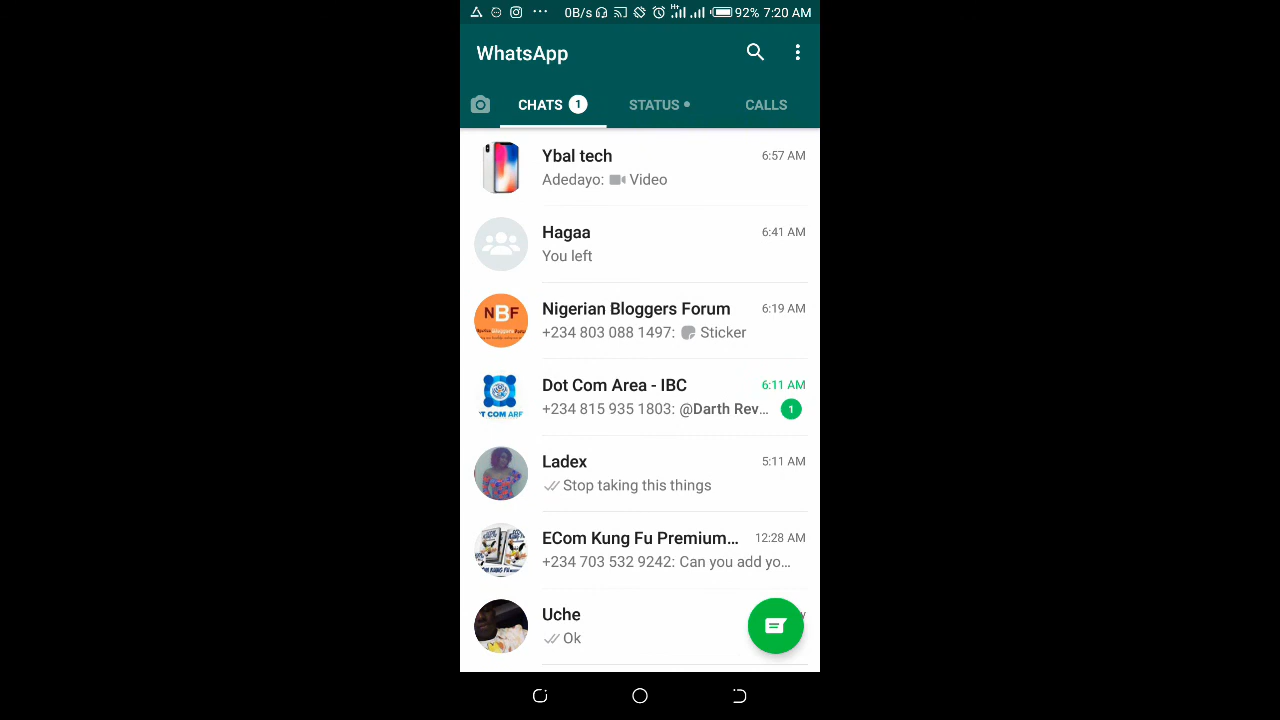 0B/s H+ 92% 7:20 AM
WhatsApp
CHATS 1 STATUS CALLS
Ybal tech 6:57 AM
Adedayo: Video
Hagaa 6:41 AM
You left
NBF
Nigerian Bloggers Forum 6:19 AM
+234 803 088 1497: Sticker
Dot Com Area - IBC 6:11 AM
+234 815 935 1803: @Darth Rev... 1
T COM ARE
Ladex 5:11 AM
Stop taking this things
ECom Kung Fu Premium... 12:28 AM
+234 703 532 9242: Can you add yo...
Uche
Ok